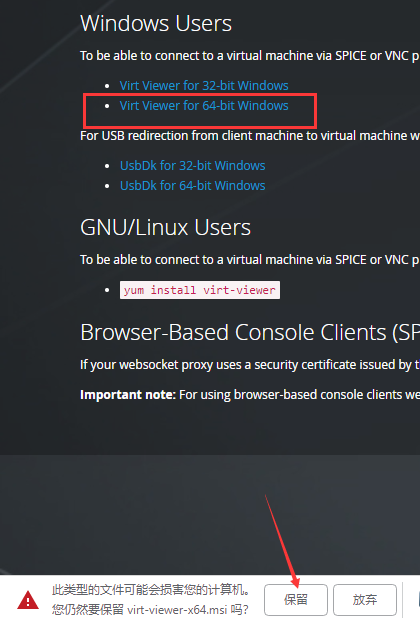 Windows Users
To be able to connect to a virtual machine via SPICE or VNC p
Virt Viewer for 32-bit Windows
Virt Viewer for 64-bit Windows
For USB redirection from client machine to virtual machine w
UsbDk for 32-bit Windows
UsbDk for 64-bit Windows
GNU/Linux Users
To be able to connect to a virtual machine via SPICE or VNC p
yum install virt-viewer
Browser-Based Console Clients (SP
If your websocket proxy uses a security certificate issued by t
Important note: For using browser-based console clients we
此类型的文件可能会损害您的计算机。
您仍然要保留 virt-viewer-x64.msi 吗?
保留
放弃